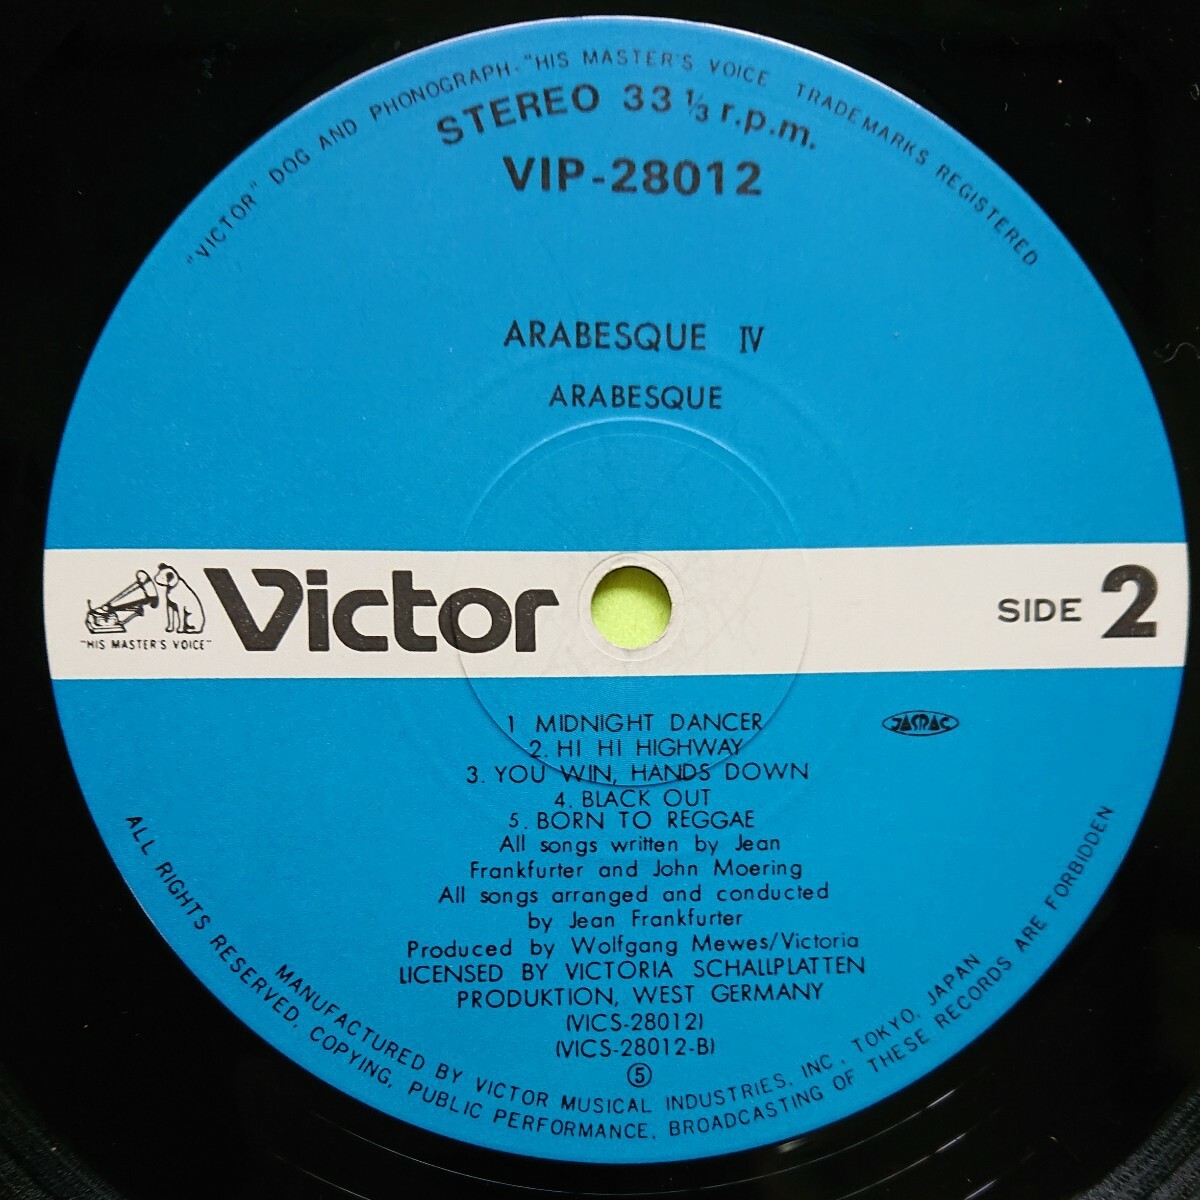 "VICTOR" DOG AND PHONOGRAPH-"HIS MASTER'S VOICE TRADEMARKS REGISTERED
STEREO 33 1/3 r.p.m.
VIP-28012
ARABESQUE IV
ARABESQUE
"HIS MASTER'S VOICE"
Victor
SIDE 2
1 MIDNIGHT DANCER
JASRAC
2. HI HI HIGHWAY
3. YOU WIN, HANDS DOWN
4. BLACK OUT
5. BORN TO REGGAE
All songs written by Jean
Frankfurter and John Moering
All songs arranged and conducted
by Jean Frankfurter
Produced by Wolfgang Mewes/Victoria
LICENSED BY VICTORIA SCHALLPLATTEN
PRODUKTION, WEST GERMANY
(VICS-28012)
(VICS-28012-B)
⑤
MANUFACTURED BY VICTOR MUSICAL INDUSTRIES, INC., TOKYO, JAPAN
ALL RIGHTS RESERVED, COPYING, PUBLIC PERFORMANCE, BROADCASTING OF THESE RECORDS ARE FORBIDDEN